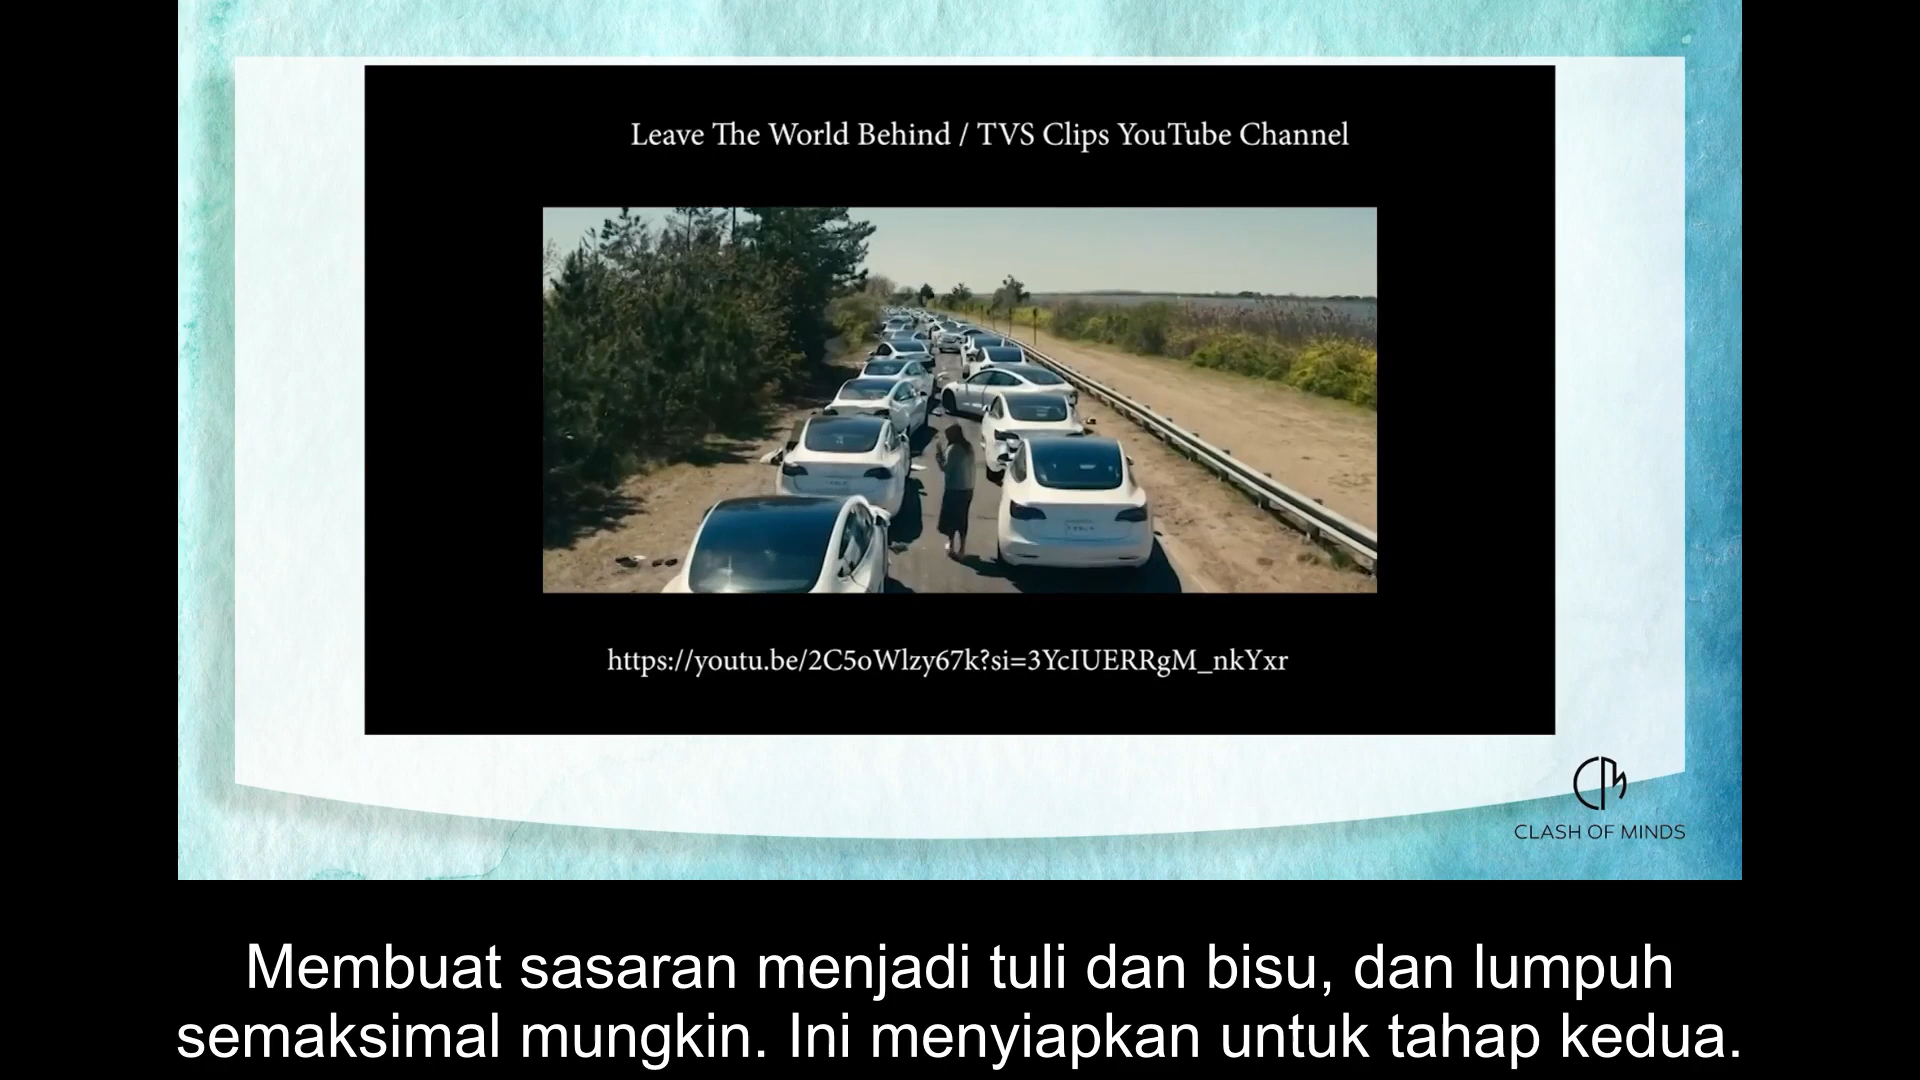 Leave The World Behind / TVS Clips YouTube Channel
https://youtu.be/2C5oWlzy67k?si=3YcIUERRgM_nkYxr
CLASH OF MINDS
Membuat sasaran menjadi tuli dan bisu, dan lumpuh
semaksimal mungkin. Ini menyiapkan untuk tahap kedua.